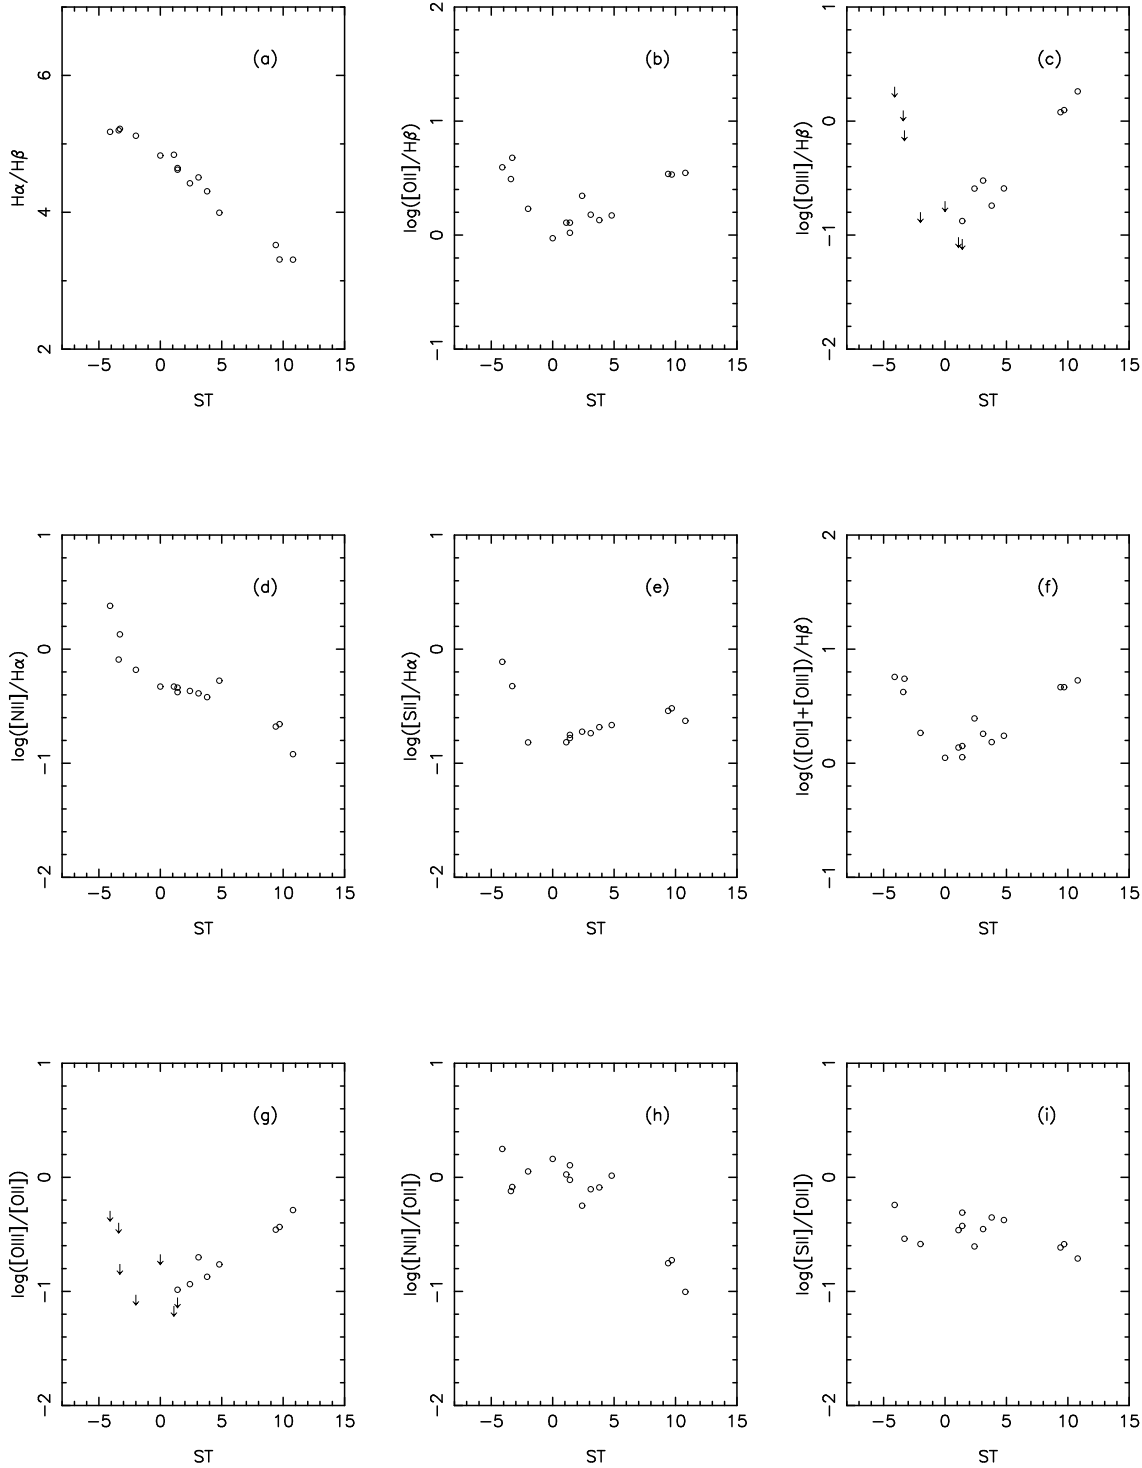 (a)
Hα/Hβ
6
4
2
−5 0 5 10 15
ST
(b)
log([OII]/Hβ)
2
1
0
−1
−5 0 5 10 15
ST
(c)
log([OIII]/Hβ)
1
0
−1
−2
−5 0 5 10 15
ST
(d)
log([NII]/Hα)
1
0
−1
−2
−5 0 5 10 15
ST
(e)
log([SII]/Hα)
1
0
−1
−2
−5 0 5 10 15
ST
(f)
log(([OII]+[OIII])/Hβ)
2
1
0
−1
−5 0 5 10 15
ST
(g)
log([OIII]/[OII])
1
0
−1
−2
−5 0 5 10 15
ST
(h)
log([NII]/[OII])
1
0
−1
−2
−5 0 5 10 15
ST
(i)
log([SII]/[OII])
1
0
−1
−2
−5 0 5 10 15
ST